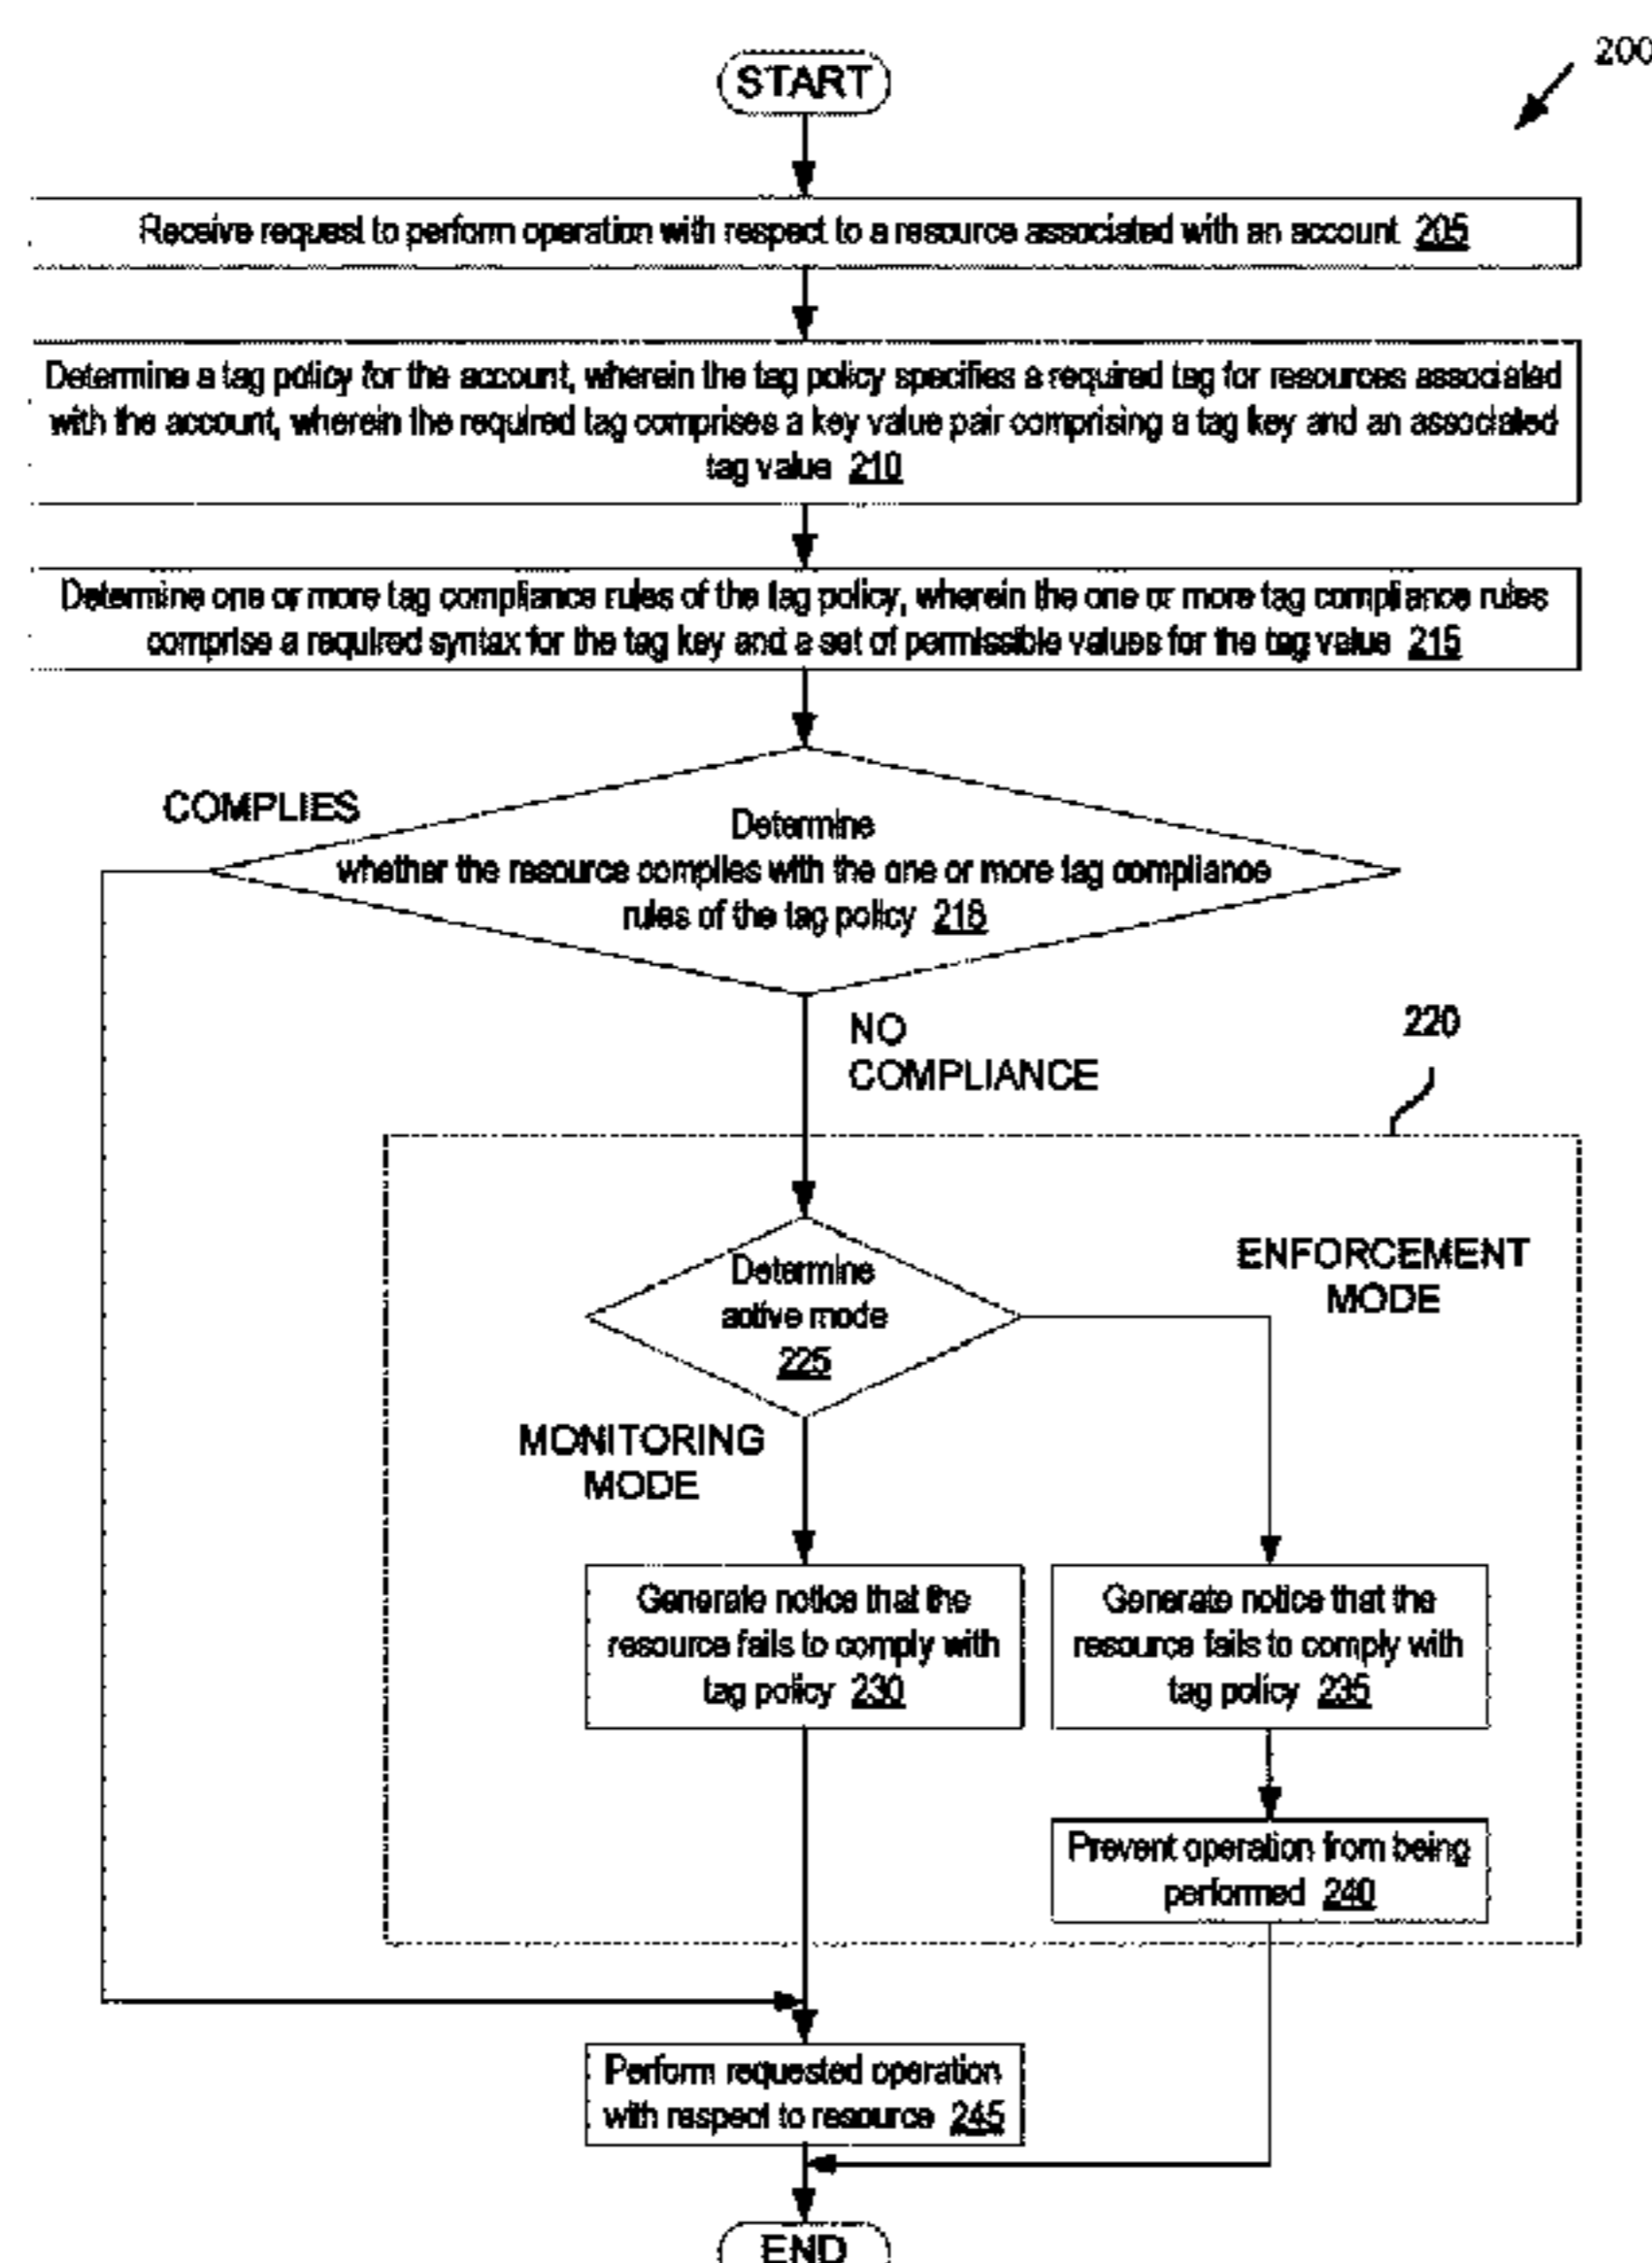 200
START
Receive request to perform operation with respect to a resource associated with an account 205
Determine a tag policy for the account, wherein the tag policy specifies a required tag for resources associated
with the account, wherein the required tag comprises a key value pair comprising a tag key and an associated
tag value 210
Determine one or more tag compliance rules of the tag policy, wherein the one or more tag compliance rules
comprise a required syntax for the tag key and a set of permissible values for the tag value 215
COMPLIES
Determine
whether the resource complies with the one or more tag compliance
rules of the tag policy 218
NO
COMPLIANCE
220
Determine
active mode
225
ENFORCEMENT
MODE
MONITORING
MODE
Generate notice that the
resource fails to comply with
tag policy 230
Generate notice that the
resource fails to comply with
tag policy 235
Prevent operation from being
performed 240
Perform requested operation
with respect to resource 245
END